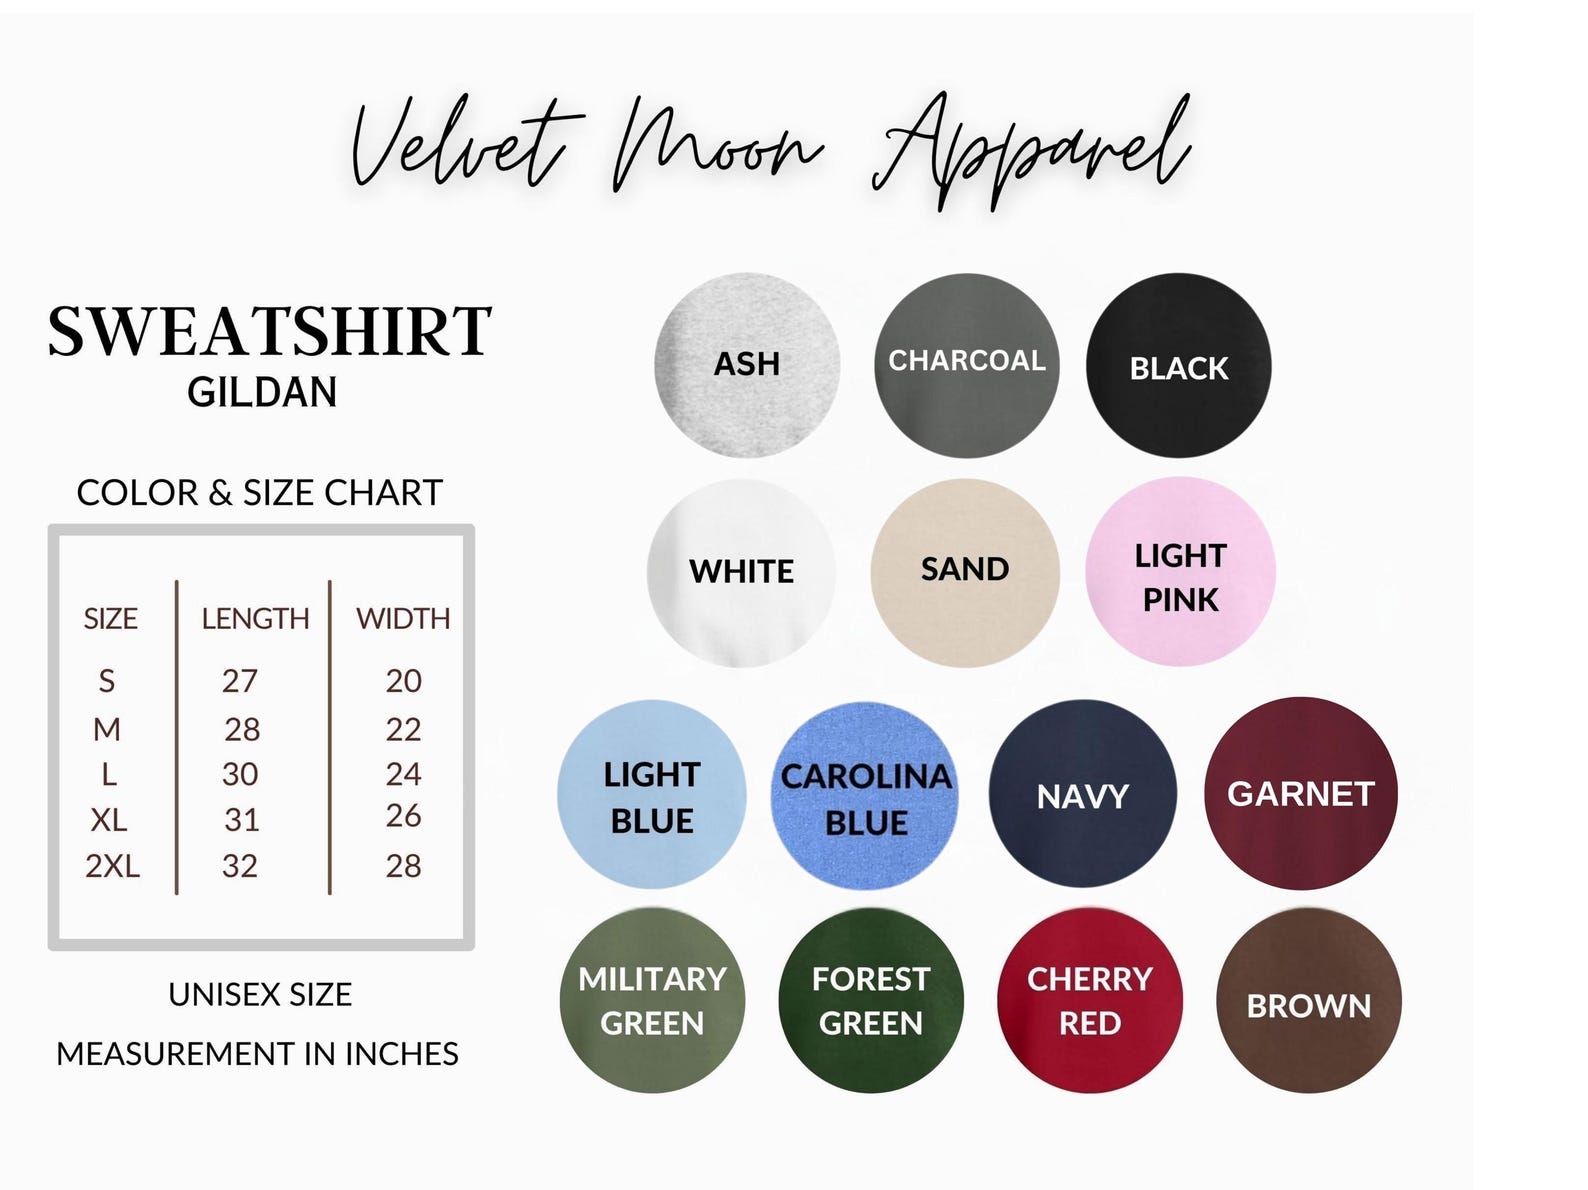 Velvet Moon Apparel
SWEATSHIRT
GILDAN
COLOR & SIZE CHART
SIZE LENGTH WIDTH
S 27 20
M 28 22
L 30 24
XL 31 26
2XL 32 28
UNISEX SIZE
MEASUREMENT IN INCHES
ASH
CHARCOAL
BLACK
WHITE
SAND
LIGHT
PINK
LIGHT
BLUE
CAROLINA
BLUE
NAVY
GARNET
MILITARY
GREEN
FOREST
GREEN
CHERRY
RED
BROWN